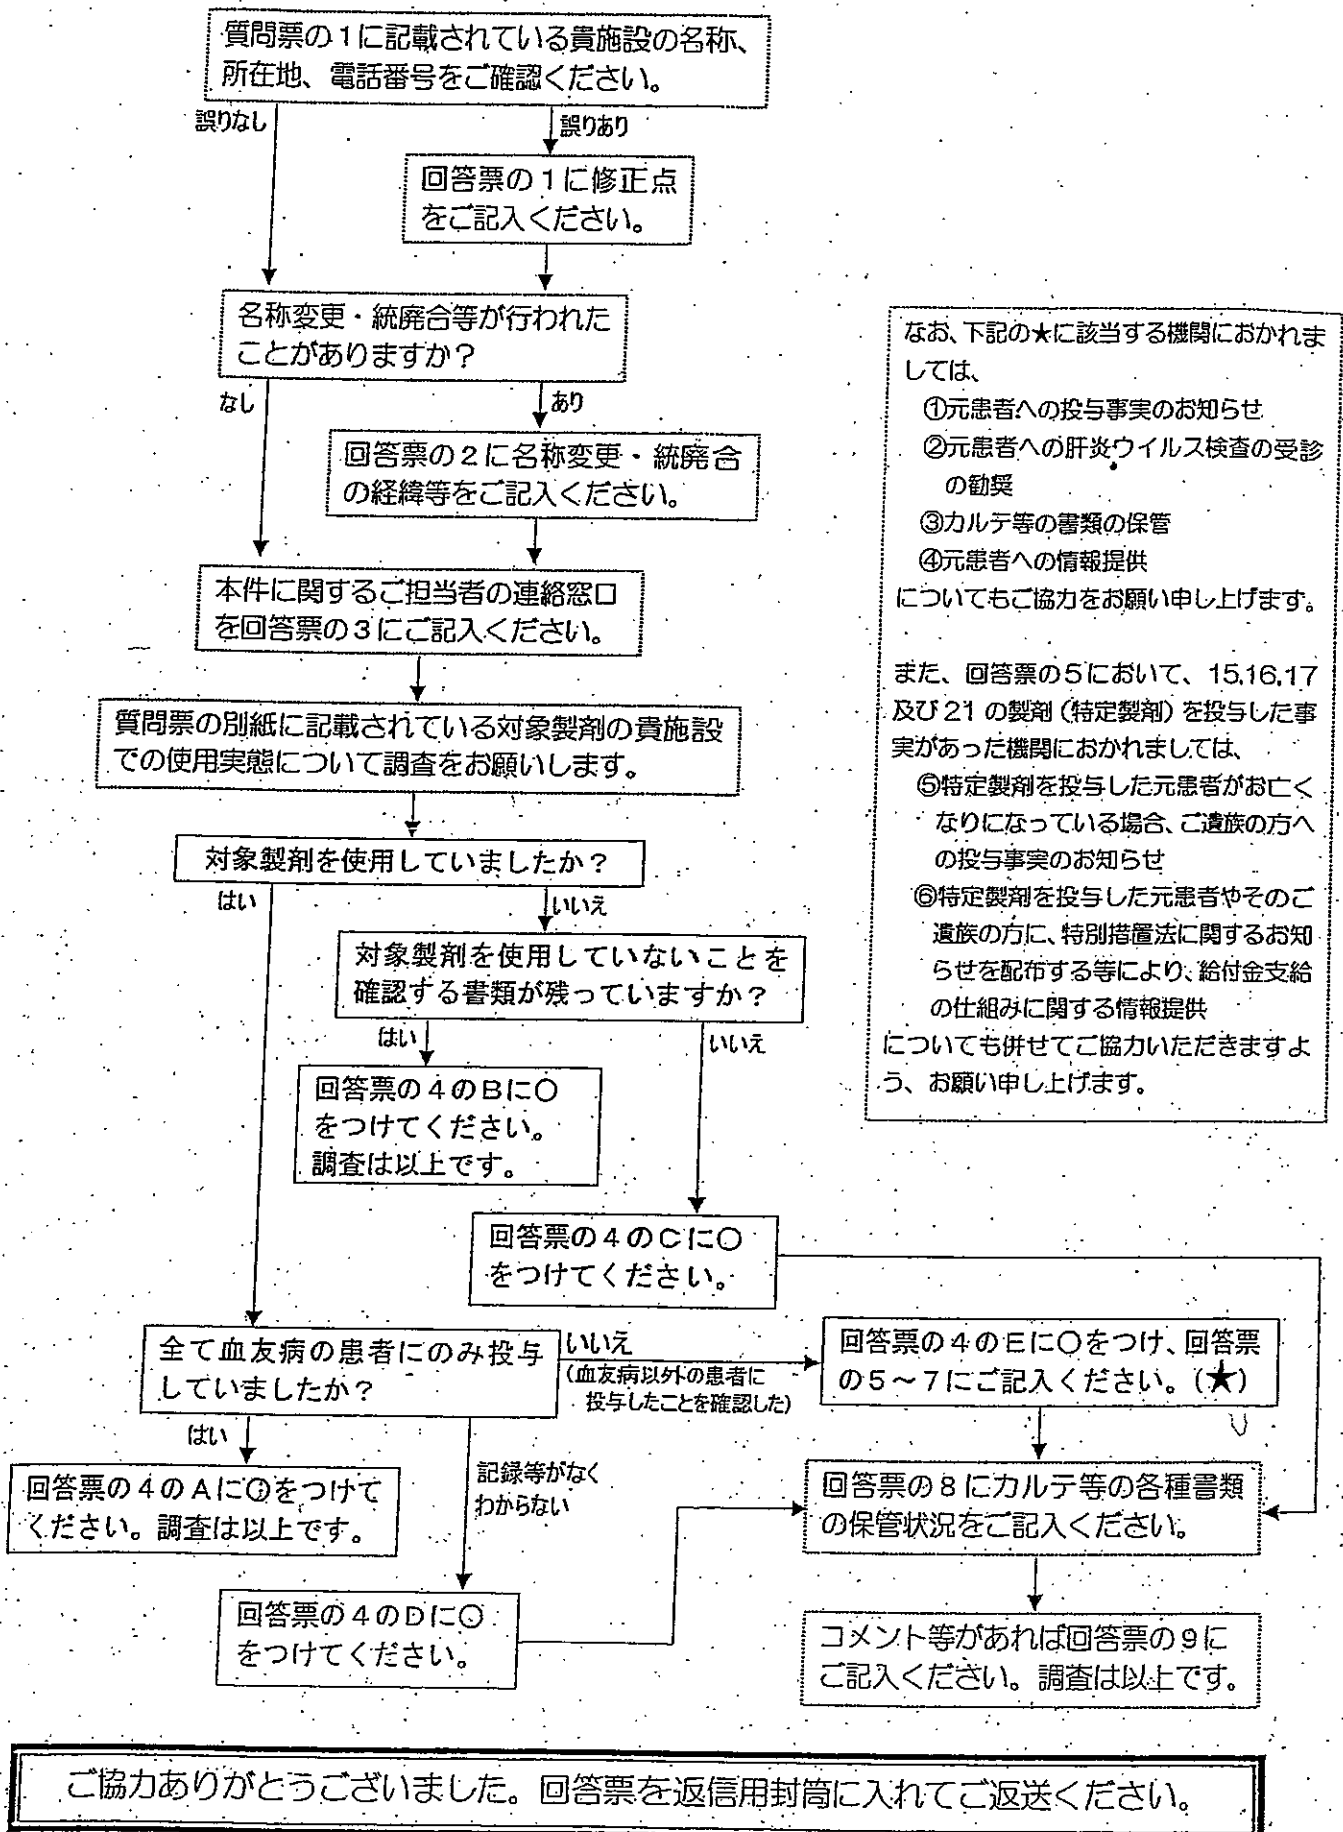 質問票の1に記載されている貴施設の名称、
所在地、電話番号をご確認ください。
誤りなし
誤りあり
回答票の1に修正点
をご記入ください。
名称変更・統廃合等が行われた
ことがありますか?
なし
あり
回答票の2に名称変更・統廃合
の経緯等をご記入ください。
本件に関するご担当者の連絡窓口
を回答票の3にご記入ください。
質問票の別紙に記載されている対象製剤の貴施設
での使用実態について調査をお願いします。
対象製剤を使用していましたか?
はい
いいえ
対象製剤を使用していないことを
確認する書類が残っていますか?
はい
いいえ
回答票の4のBに○
をつけてください。
調査は以上です。
回答票の4のCに○
をつけてください。
全て血友病の患者にのみ投与
していましたか?
いいえ
(血友病以外の患者に
投与したことを確認した)
回答票の4のEに○をつけ、回答票
の5~7にご記入ください。(★)
はい
記録等がなく
わからない
回答票の4のAに○をつけて
ください。調査は以上です。
回答票の8にカルテ等の各種書類
の保管状況をご記入ください。
回答票の4のDに○
をつけてください。
コメント等があれば回答票の9に
ご記入ください。調査は以上です。
なお、下記の★に該当する機関におかれま
しては、
①元患者への投与事実のお知らせ
②元患者への肝炎ウイルス検査の受診
の勧奨
③カルテ等の書類の保管
④元患者への情報提供
についてもご協力をお願い申し上げます。
また、回答票の5において、15,16,17
及び21の製剤(特定製剤)を投与した事
実があった機関におかれましては、
⑤特定製剤を投与した元患者がお亡く
なりになっている場合、ご遺族の方へ
の投与事実のお知らせ
⑥特定製剤を投与した元患者やそのご
遺族の方に、特別措置法に関するお知
らせを配布する等により、給付金支給
の仕組みに関する情報提供
についても併せてご協力いただきますよ
う、お願い申し上げます。
ご協力ありがとうございました。回答票を返信用封筒に入れてご返送ください。